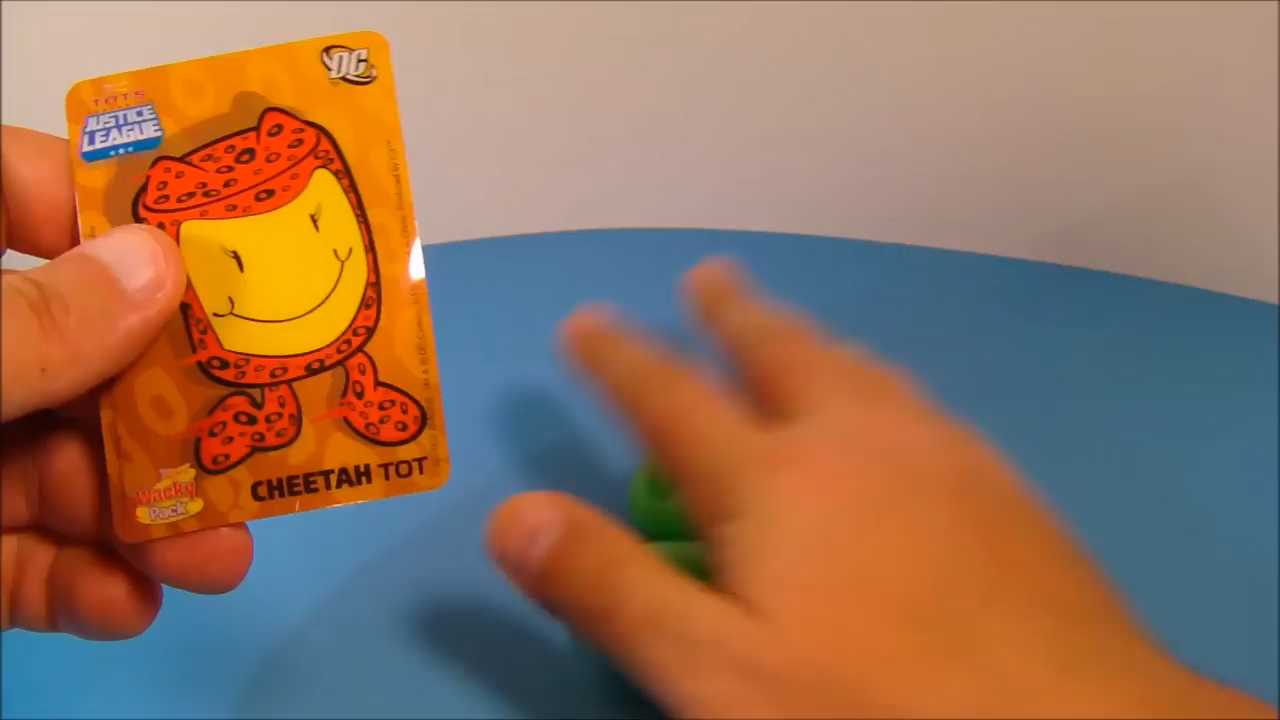 TOTS
JUSTICE
LEAGUE
DC
Wacky
Pack
CHEETAH TOT